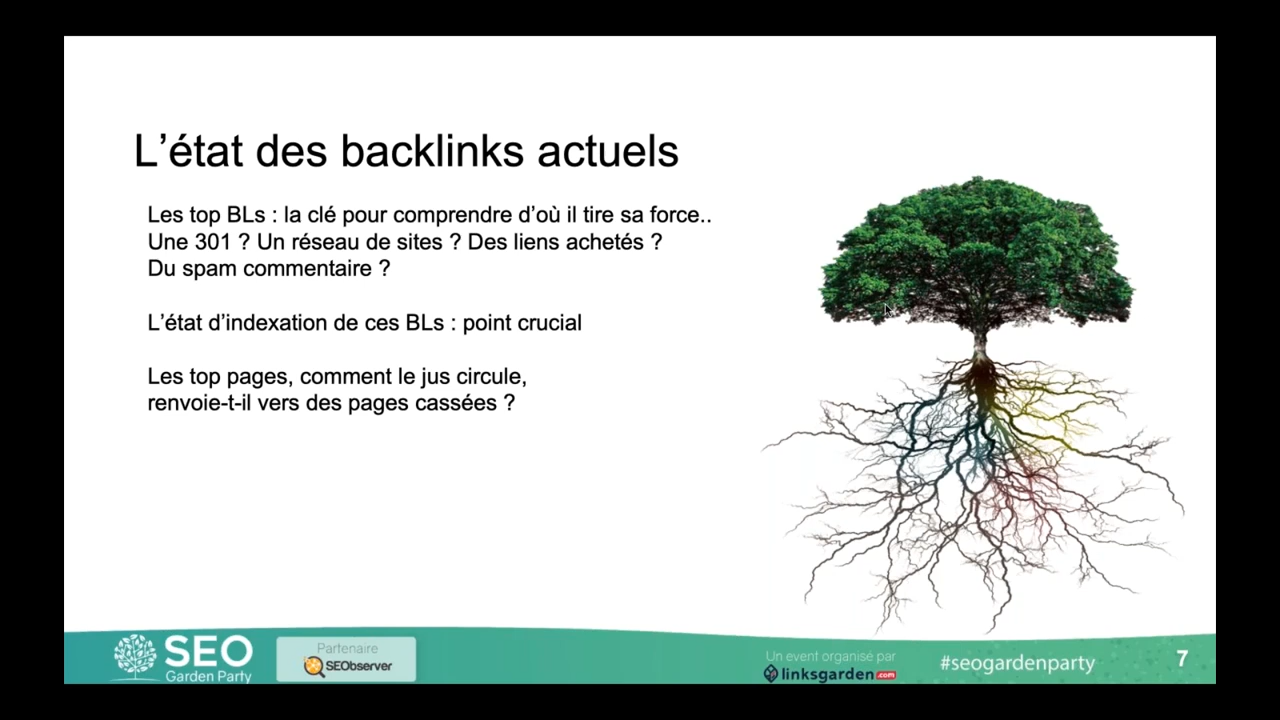 L’état des backlinks actuels
Les top BLs : la clé pour comprendre d’où il tire sa force..
Une 301 ? Un réseau de sites ? Des liens achetés ?
Du spam commentaire ?
L’état d’indexation de ces BLs : point crucial
Les top pages, comment le jus circule,
renvoie-t-il vers des pages cassées ?
SEO
Garden Party
Partenaire
SEObserver
Un event organisé par
linksgarden.com
#seogardenparty
7